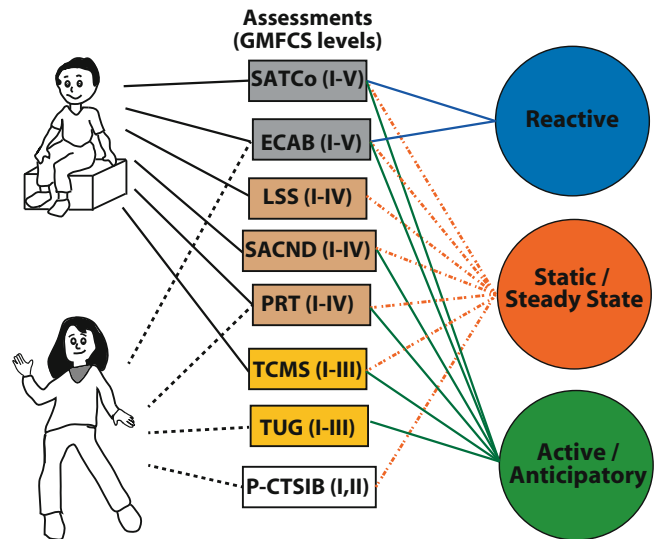 Assessments
(GMFCS levels)
SATCo (I-V)
ECAB (I-V)
LSS (I-IV)
SACND (I-IV)
PRT (I-IV)
TCMS (I-III)
TUG (I-III)
P-CTSIB (I,II)
Reactive
Static /
Steady State
Active /
Anticipatory